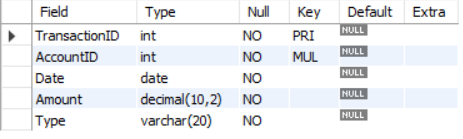 Field Type Null Key Default Extra
TransactionID int NO PRI NULL
AccountID int NO MUL NULL
Date date NO NULL
Amount decimal(10,2) NO NULL
Type varchar(20) NO NULL